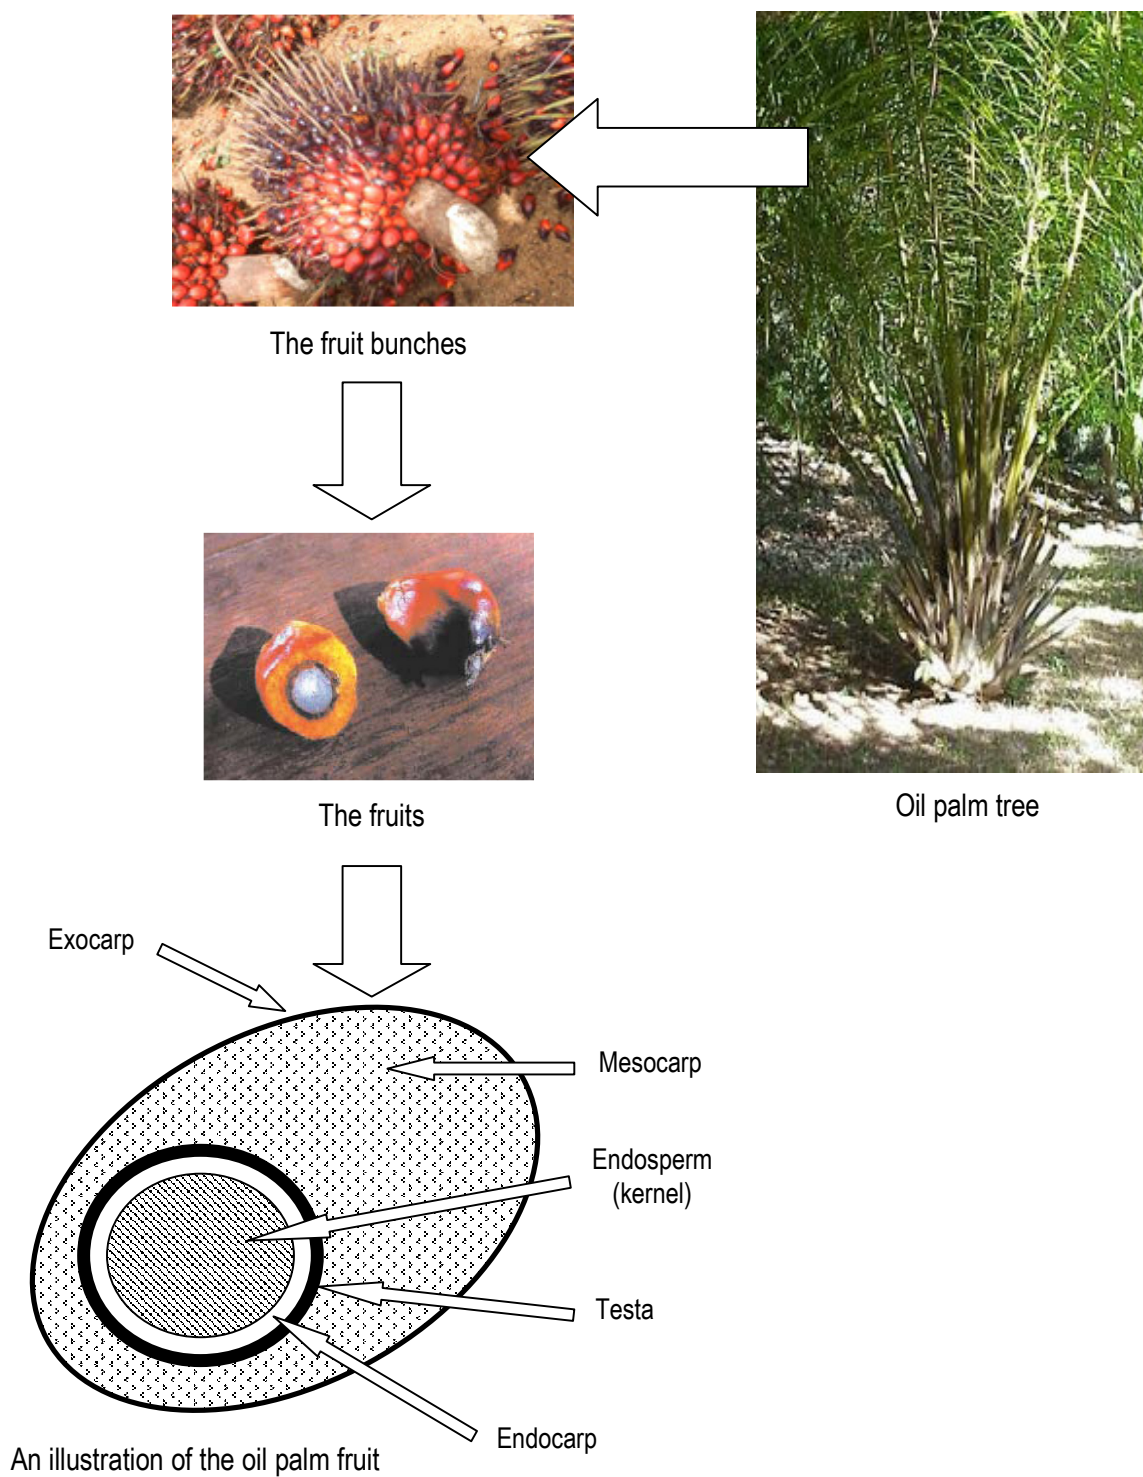 The fruit bunches
Oil palm tree
The fruits
Exocarp
Mesocarp
Endosperm
(kernel)
Testa
Endocarp
An illustration of the oil palm fruit